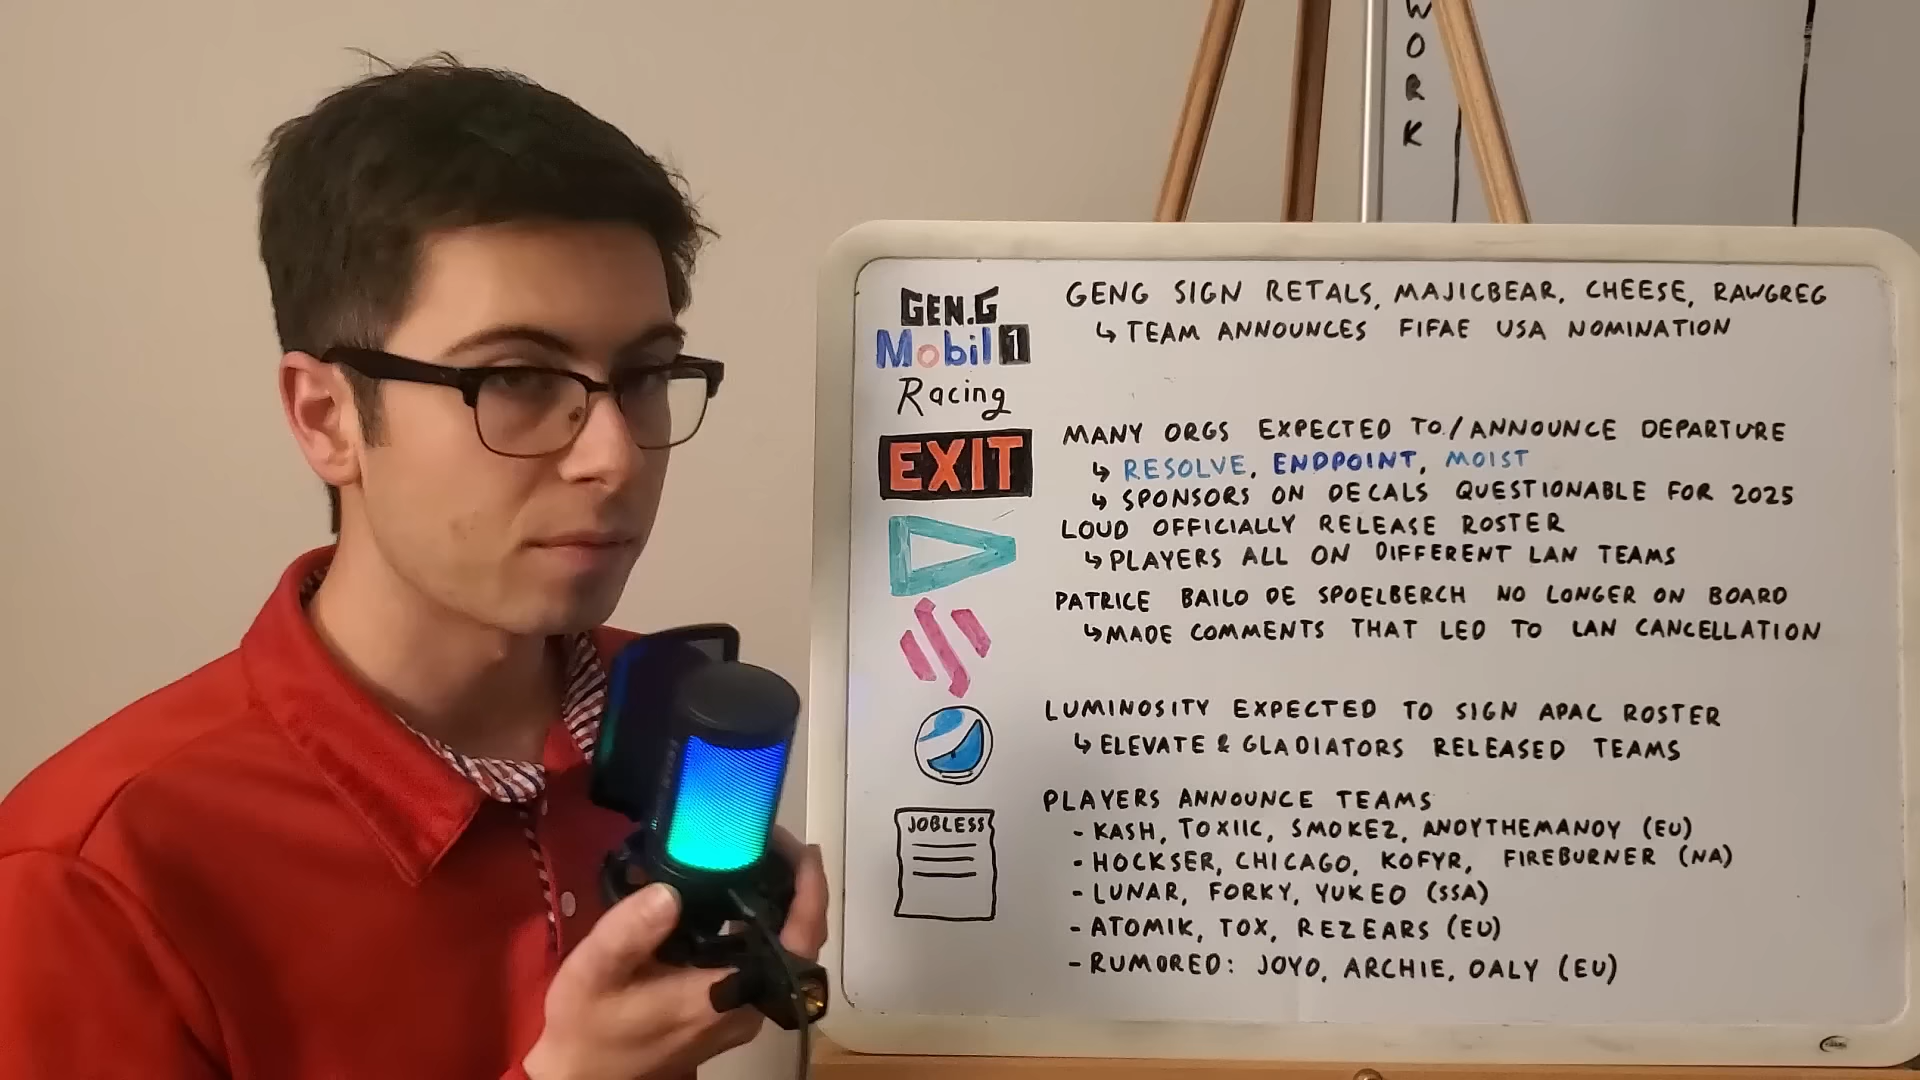 WORK
GEN.G
Mobil 1
Racing
GENG SIGN RETALS, MAJICBEAR, CHEESE, RAWGREG
↳ TEAM ANNOUNCES FIFAE USA NOMINATION
EXIT
MANY ORGS EXPECTED TO/ANNOUNCE DEPARTURE
↳ RESOLVE, ENDPOINT, MOIST
↳ SPONSORS ON DECALS QUESTIONABLE FOR 2025
LOUD OFFICIALLY RELEASE ROSTER
↳ PLAYERS ALL ON DIFFERENT LAN TEAMS
PATRICE BAILO DE SPOELBERCH NO LONGER ON BOARD
↳ MADE COMMENTS THAT LED TO LAN CANCELLATION
LUMINOSITY EXPECTED TO SIGN APAC ROSTER
↳ ELEVATE & GLADIATORS RELEASED TEAMS
JOBLESS
PLAYERS ANNOUNCE TEAMS
- KASH, TOXIIC, SMOKEZ, ANDYTHEMANDY (EU)
- HOCKSER, CHICAGO, KOFYR, FIREBURNER (NA)
- LUNAR, FORKY, YUKEO (SSA)
- ATOMIK, TOX, REZEARS (EU)
- RUMORED: JOYO, ARCHIE, OALY (EU)